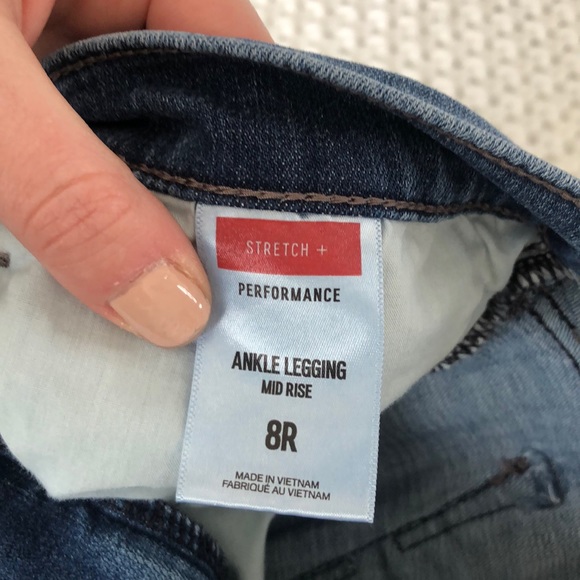 STRETCH +
PERFORMANCE
ANKLE LEGGING
MID RISE
8R
MADE IN VIETNAM
FABRIQUÉ AU VIETNAM